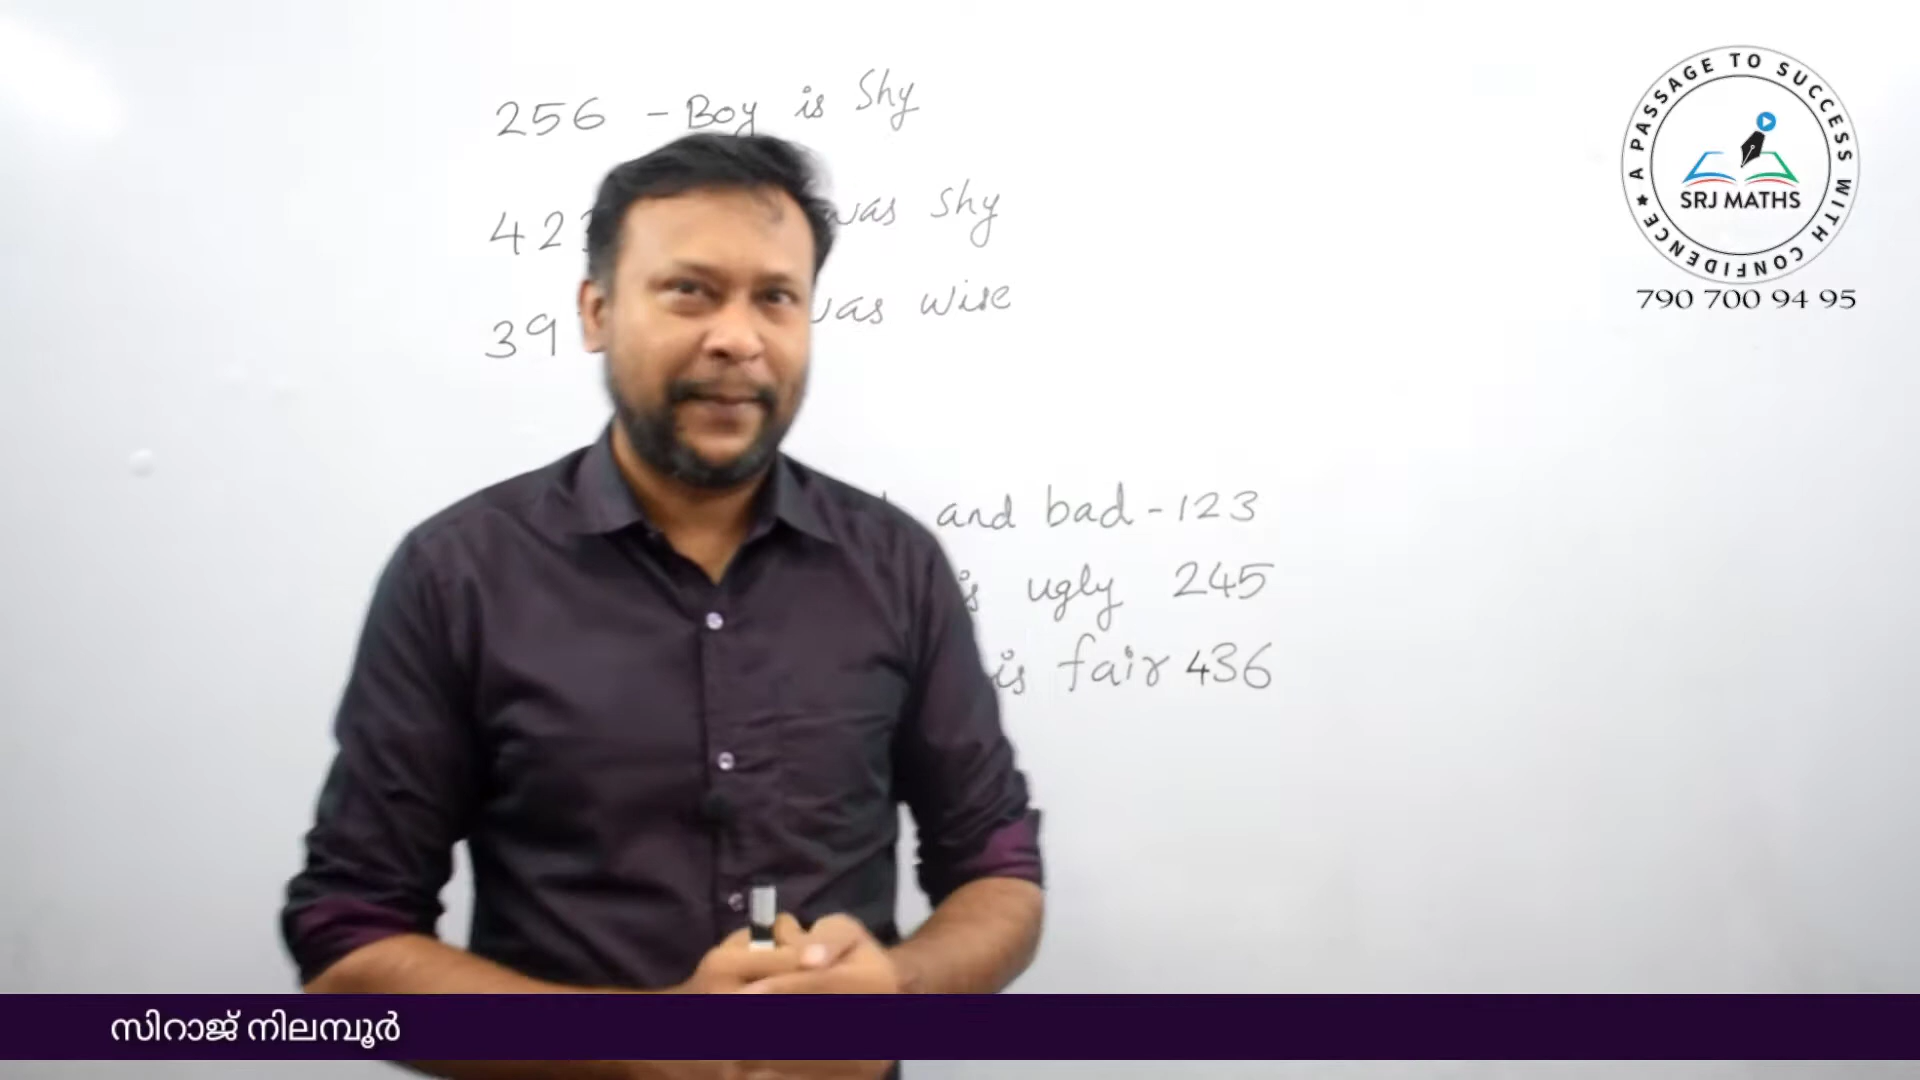 256 - Boy is Shy
42 was shy
39 was wise
and bad - 123
is ugly 245
is fair 436
A PASSAGE TO SUCCESS WITH CONFIDENCE
SRJ MATHS
790 700 94 95
സിറാജ് നിലമ്പൂർ